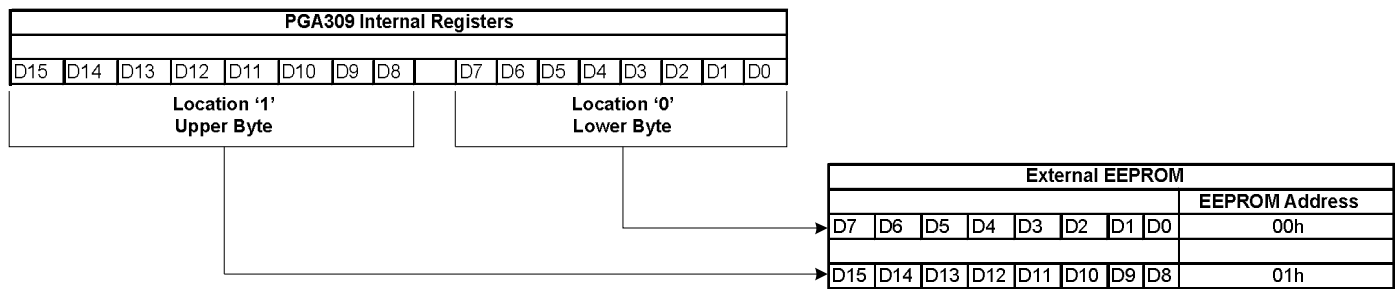 PGA309 Internal Registers
D15 D14 D13 D12 D11 D10 D9 D8 D7 D6 D5 D4 D3 D2 D1 D0
Location ‘1’ Location ‘0’
Upper Byte Lower Byte
External EEPROM
EEPROM Address
D7 D6 D5 D4 D3 D2 D1 D0 00h
D15 D14 D13 D12 D11 D10 D9 D8 01h